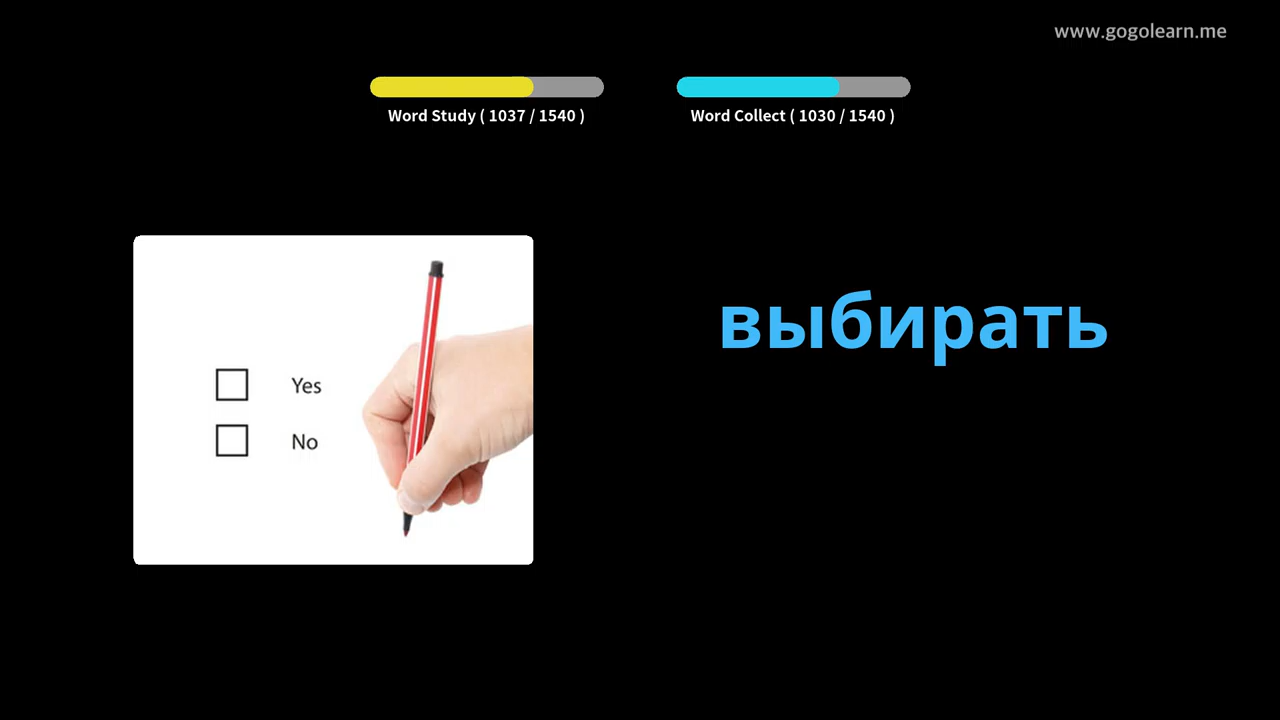 www.gogolearn.me
Word Study ( 1037 / 1540 )
Word Collect ( 1030 / 1540 )
выбирать
Yes
No